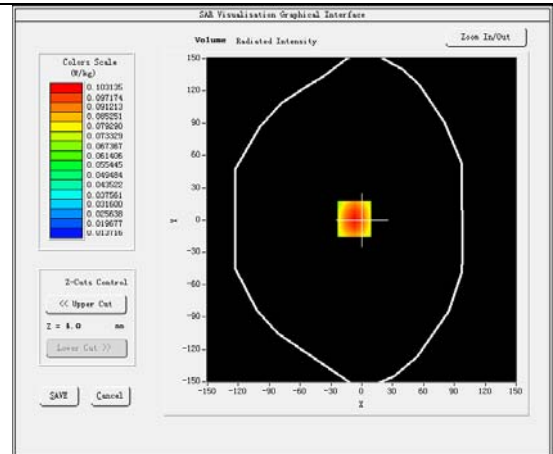 SAR Visualisation Graphical Interface
Volume Radiated Intensity
Zoom In/Out
Colors Scale
(W/kg)
0.103135
0.097174
0.091213
0.085251
0.079290
0.073329
0.067367
0.061406
0.055445
0.049484
0.043522
0.037561
0.031600
0.025638
0.019677
0.013716
Z-Cuts Control
<< Upper Cut
Z = 4.0 mm
Lower Cut >>
SAVE Cancel
150
120
90
60
30
0
-30
-60
-90
-120
-150
Y
-150 -120 -90 -60 -30 0 30 60 90 120 150
X